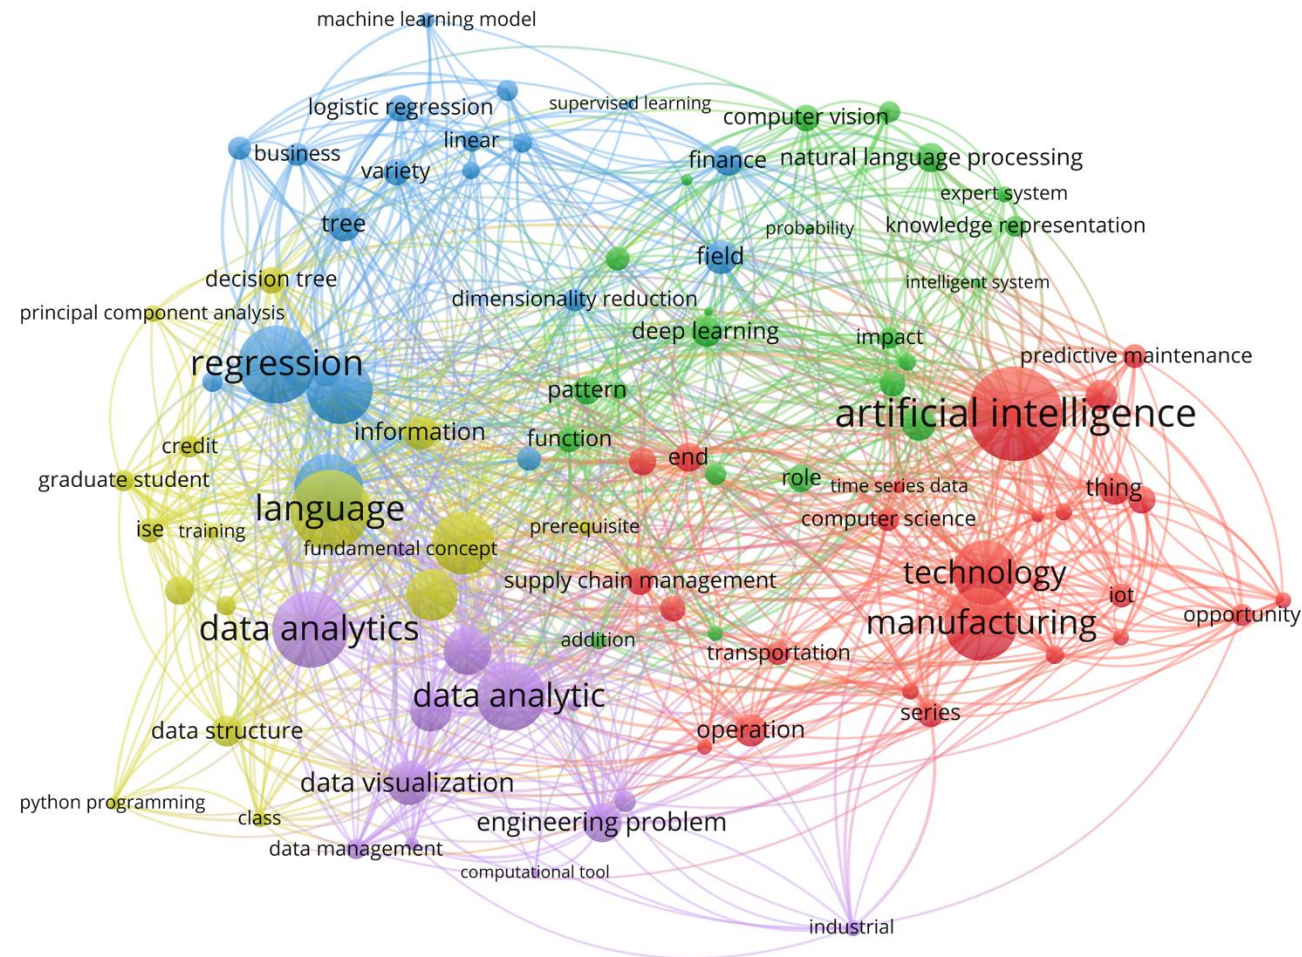 machine learning model
logistic regression
supervised learning
computer vision
linear
business
finance
natural language processing
variety
expert system
tree
probability
knowledge representation
field
decision tree
intelligent system
dimensionality reduction
principal component analysis
deep learning
impact
predictive maintenance
regression
pattern
artificial intelligence
information
function
credit
end
graduate student
role
time series data
thing
language
computer science
ise
training
prerequisite
fundamental concept
technology
supply chain management
iot
opportunity
manufacturing
data analytics
addition
transportation
data analytic
series
data structure
operation
data visualization
python programming
class
engineering problem
data management
computational tool
industrial